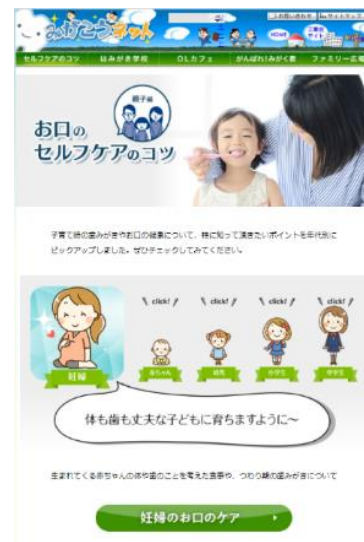 みがこうネット
HOME
セルフケアのコツ はみがき学校 OLカフェ がんばれ!みがく君 ファミリー広場
親子編
お口の
セルフケアのコツ
子育て時の歯みがきやお口の健康について、特に知って頂きたいポイントを年代別に
ピックアップしました。ぜひチェックしてみてください。
click! click! click! click!
妊婦 赤ちゃん 幼児 小学生 中学生
体も歯も丈夫な子どもに育ちますように〜
生まれてくる赤ちゃんの体や歯のことを考えた食事や、つわり期の歯みがきについて
妊婦のお口のケア